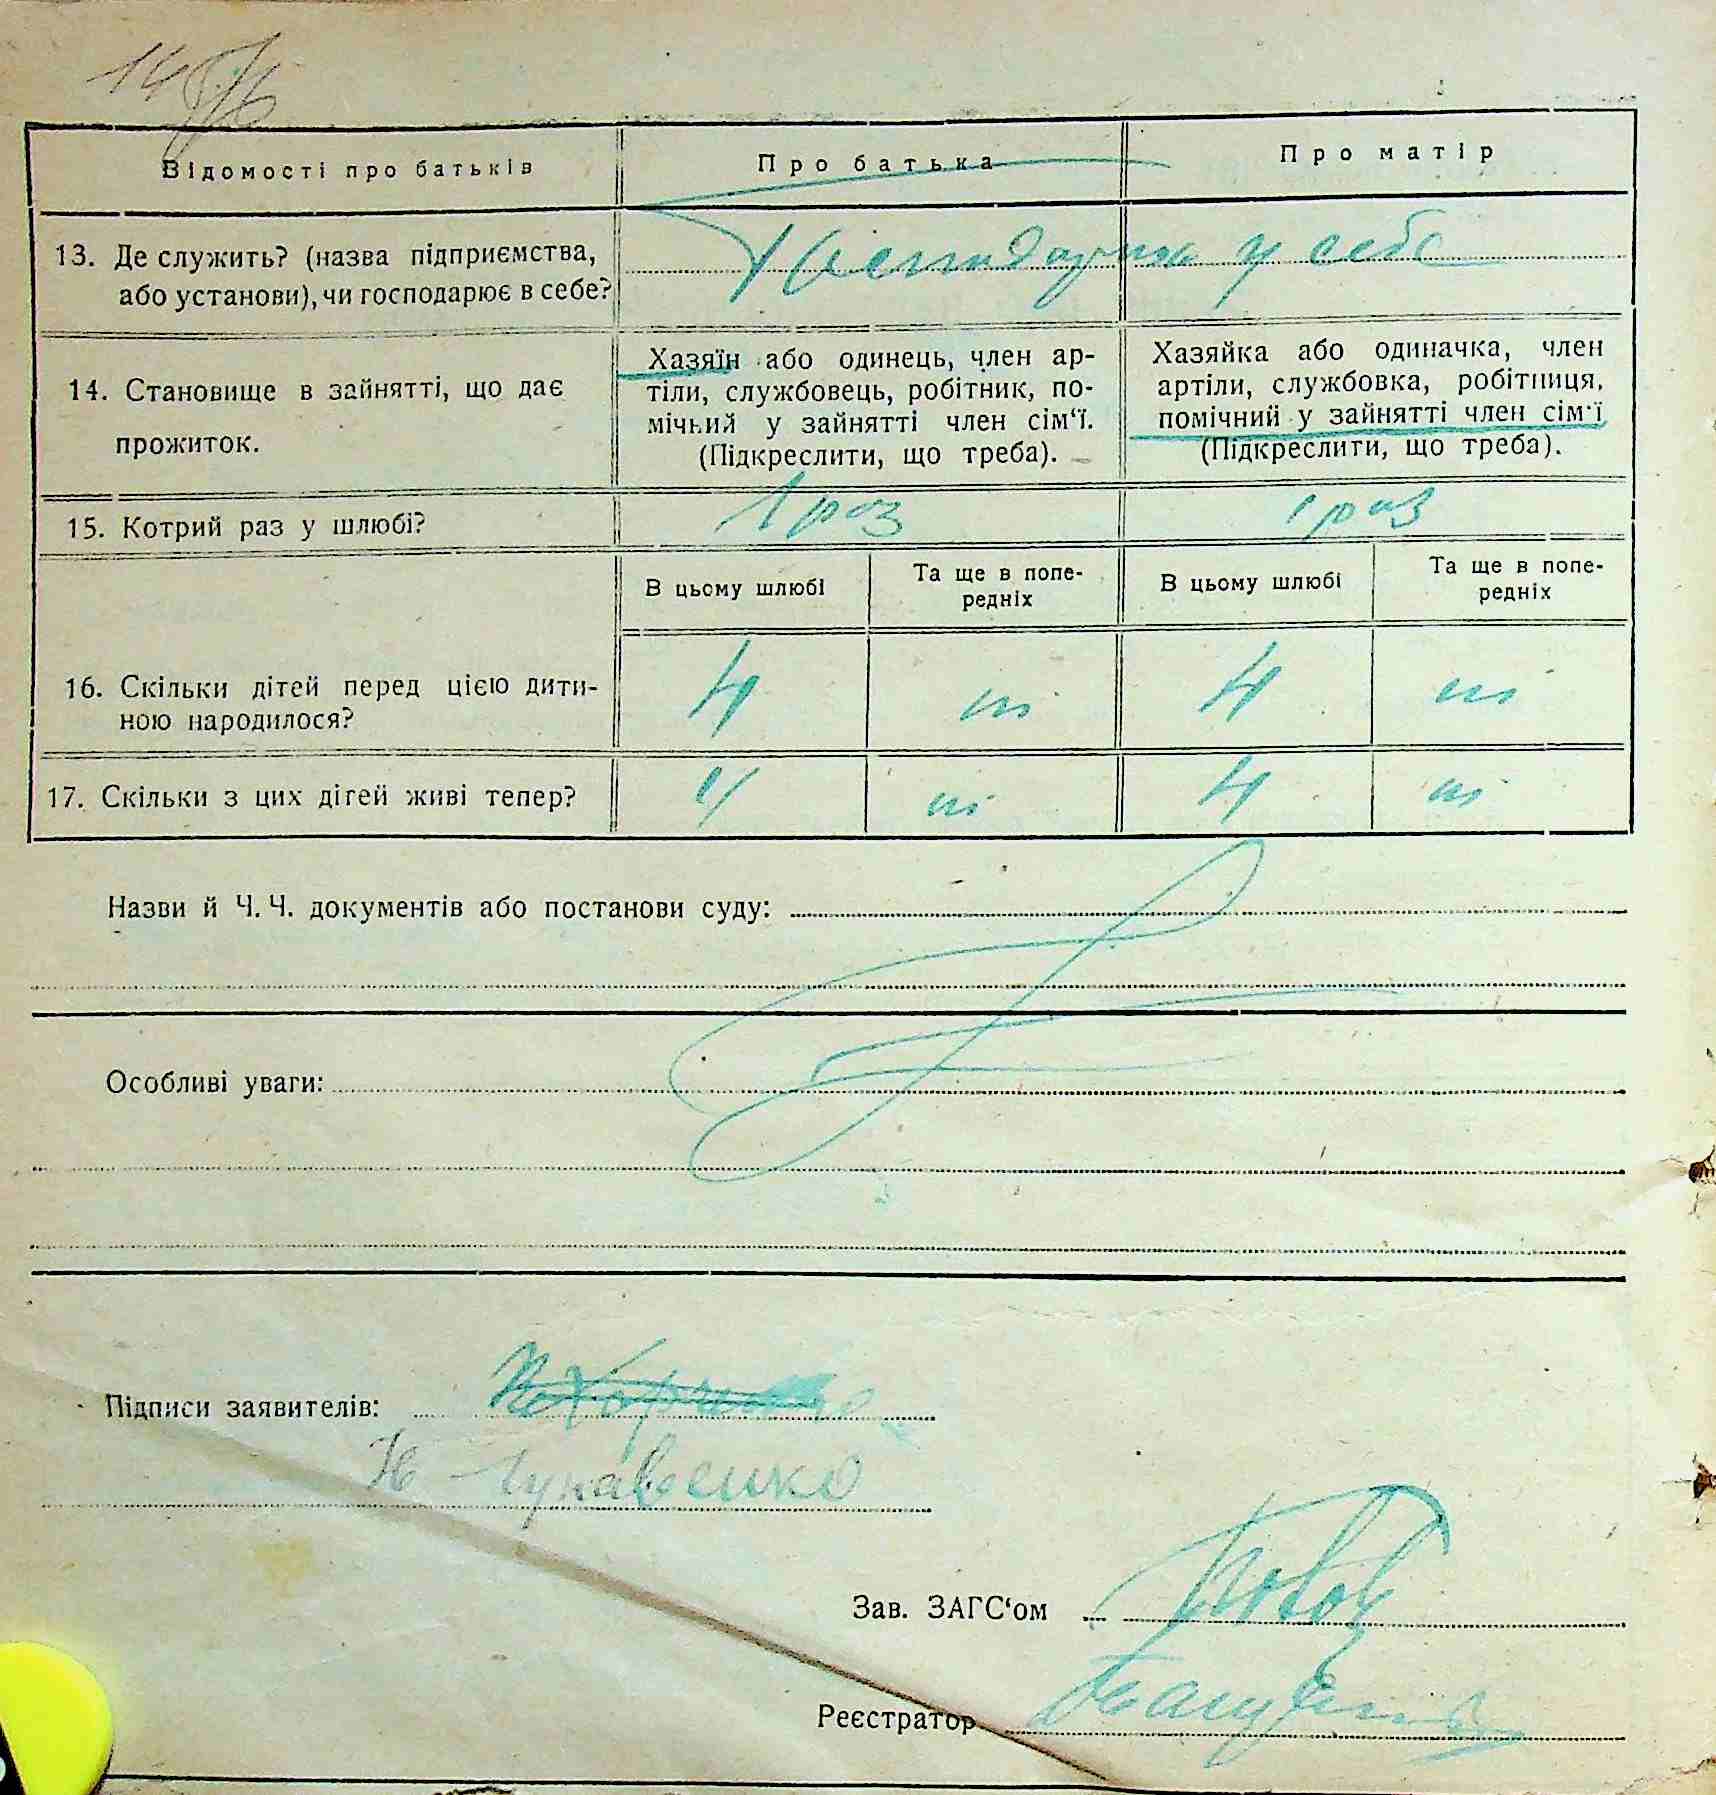 14
Відомості про батьків
Про батька
Про матір
13. Де служить? (назва підприємства,
або установи), чи господарює в себе?
Господарює у себе
14. Становище в зайнятті, що дає
прожиток.
Хазяїн або одинець, член ар-
тіли, службовець, робітник, по-
мічний у зайнятті член сім‘ї.
(Підкреслити, що треба).
Хазяйка або одиначка, член
артіли, службовка, робітниця,
помічний у зайнятті член сім‘ї
(Підкреслити, що треба).
15. Котрий раз у шлюбі?
1 раз
1 раз
В цьому шлюбі
Та ще в попе-
редніх
В цьому шлюбі
Та ще в попе-
редніх
16. Скільки дітей перед цією дити-
ною народилося?
4
ні
4
ні
17. Скільки з цих дітей живі тепер?
4
ні
4
ні
Назви й Ч. Ч. документів або постанови суду:
Особливі уваги:
Підписи заявителів:
Н Лукавенко
Зав. ЗАГС‘ом
Реєстратор